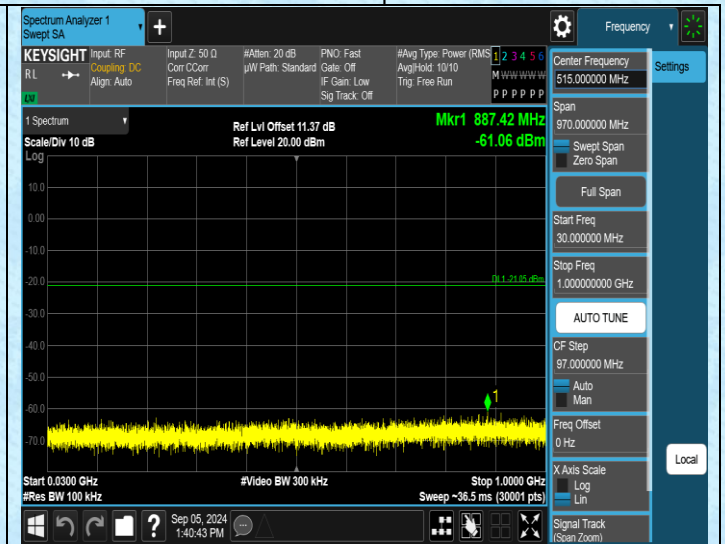 Spectrum Analyzer 1
Swept SA
+
Frequency
KEYSIGHT
RL
LXI
Input: RF
Coupling: DC
Align: Auto
Input Z: 50 Ω
Corr CCorr
Freq Ref: Int (S)
#Atten: 20 dB
µW Path: Standard
PNO: Fast
Gate: Off
IF Gain: Low
Sig Track: Off
#Avg Type: Power (RMS
Avg|Hold: 10/10
Trig: Free Run
1 2 3 4 5 6
M W W W W W
P P P P P P
1 Spectrum
Scale/Div 10 dB
Log
Ref Lvl Offset 11.37 dB
Ref Level 20.00 dBm
Mkr1 887.42 MHz
-61.06 dBm
10.0
0.00
-10.0
-20.0
DL1 -21.05 dBm
-30.0
-40.0
-50.0
-60.0
-70.0
1
Start 0.0300 GHz
#Res BW 100 kHz
#Video BW 300 kHz
Stop 1.0000 GHz
Sweep ~36.5 ms (30001 pts)
?
Sep 05, 2024
1:40:43 PM
Center Frequency
515.000000 MHz
Settings
Span
970.000000 MHz
Swept Span
Zero Span
Full Span
Start Freq
30.000000 MHz
Stop Freq
1.000000000 GHz
AUTO TUNE
CF Step
97.000000 MHz
Auto
Man
Freq Offset
0 Hz
X Axis Scale
Log
Lin
Local
Signal Track
(Span Zoom)